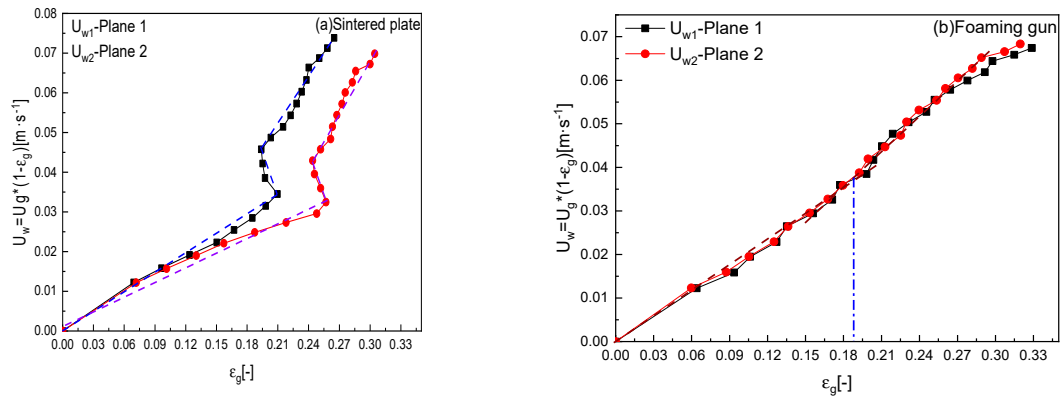 (a)Sintered plate
U_w1-Plane 1
U_w2-Plane 2
U_w=Ug*(1-ε_g)[m·s⁻¹]
0.08
0.07
0.06
0.05
0.04
0.03
0.02
0.01
0.00
0.00 0.03 0.06 0.09 0.12 0.15 0.18 0.21 0.24 0.27 0.30 0.33
ε_g[-]
(b)Foaming gun
U_w1-Plane 1
U_w2-Plane 2
U_w=U_g*(1-ε_g)[m·s⁻¹]
0.07
0.06
0.05
0.04
0.03
0.02
0.01
0.00
0.00 0.03 0.06 0.09 0.12 0.15 0.18 0.21 0.24 0.27 0.30 0.33
ε_g[-]